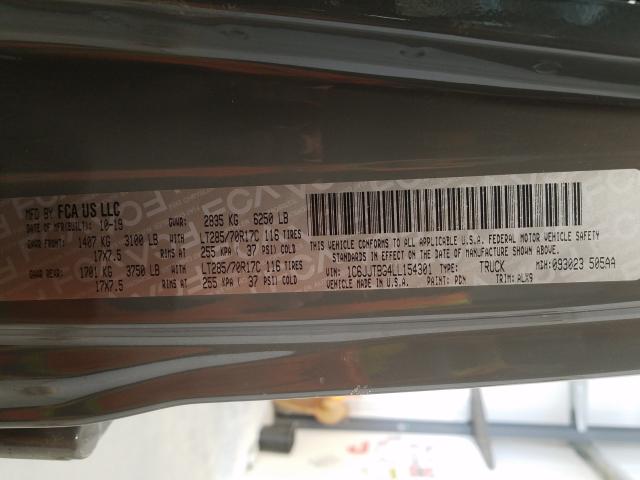 MFD BY FCA US LLC
DATE OF MFR(BUILT): 10-19 GVWR: 2835 KG 6250 LB
GAWR FRONT: 1407 KG 3100 LB WITH LT285/70R17C 116 TIRES
17X7.5 RIMS AT 255 KPA ( 37 PSI) COLD
GAWR REAR: 1701 KG 3750 LB WITH LT285/70R17C 116 TIRES
17X7.5 RIMS AT 255 KPA ( 37 PSI) COLD
THIS VEHICLE CONFORMS TO ALL APPLICABLE U.S.A. FEDERAL MOTOR VEHICLE SAFETY
STANDARDS IN EFFECT ON THE DATE OF MANUFACTURE SHOWN ABOVE.
VIN: 1C6JJTBG4LL154301 TYPE: TRUCK MDH: 093023 505AA
VEHICLE MADE IN U.S.A. PAINT: PDN TRIM: ALX9